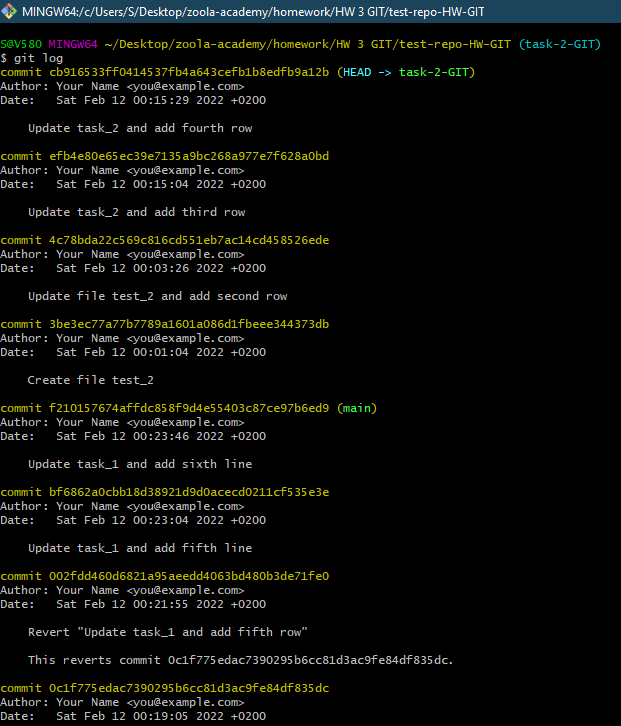 MINGW64:/c/Users/S/Desktop/zoola-academy/homework/HW 3 GIT/test-repo-HW-GIT
S@V580 MINGW64 ~/Desktop/zoola-academy/homework/HW 3 GIT/test-repo-HW-GIT (task-2-GIT)
$ git log
commit cb916533ff0414537fb4a643cefb1b8edfb9a12b (HEAD -> task-2-GIT)
Author: Your Name <you@example.com>
Date:   Sat Feb 12 00:15:29 2022 +0200
Update task_2 and add fourth row
commit efb4e80e65ec39e7135a9bc268a977e7f628a0bd
Author: Your Name <you@example.com>
Date:   Sat Feb 12 00:15:04 2022 +0200
Update task_2 and add third row
commit 4c78bda22c569c816cd551eb7ac14cd458526ede
Author: Your Name <you@example.com>
Date:   Sat Feb 12 00:03:26 2022 +0200
Update file test_2 and add second row
commit 3be3ec77a77b7789a1601a086d1fbeee344373db
Author: Your Name <you@example.com>
Date:   Sat Feb 12 00:01:04 2022 +0200
Create file test_2
commit f210157674affdc858f9d4e55403c87ce97b6ed9 (main)
Author: Your Name <you@example.com>
Date:   Sat Feb 12 00:23:46 2022 +0200
Update task_1 and add sixth line
commit bf6862a0cbb18d38921d9d0acecd0211cf535e3e
Author: Your Name <you@example.com>
Date:   Sat Feb 12 00:23:04 2022 +0200
Update task_1 and add fifth line
commit 002fdd460d6821a95aeedd4063bd480b3de71fe0
Author: Your Name <you@example.com>
Date:   Sat Feb 12 00:21:55 2022 +0200
Revert "Update task_1 and add fifth row"
This reverts commit 0c1f775edac7390295b6cc81d3ac9fe84df835dc.
commit 0c1f775edac7390295b6cc81d3ac9fe84df835dc
Author: Your Name <you@example.com>
Date:   Sat Feb 12 00:19:05 2022 +0200